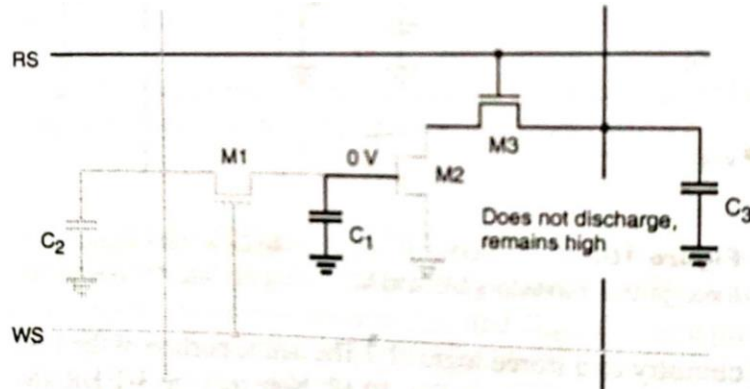 RS
M3
M1
0 V
M2
C2
C1
C3
Does not discharge,
remains high
WS